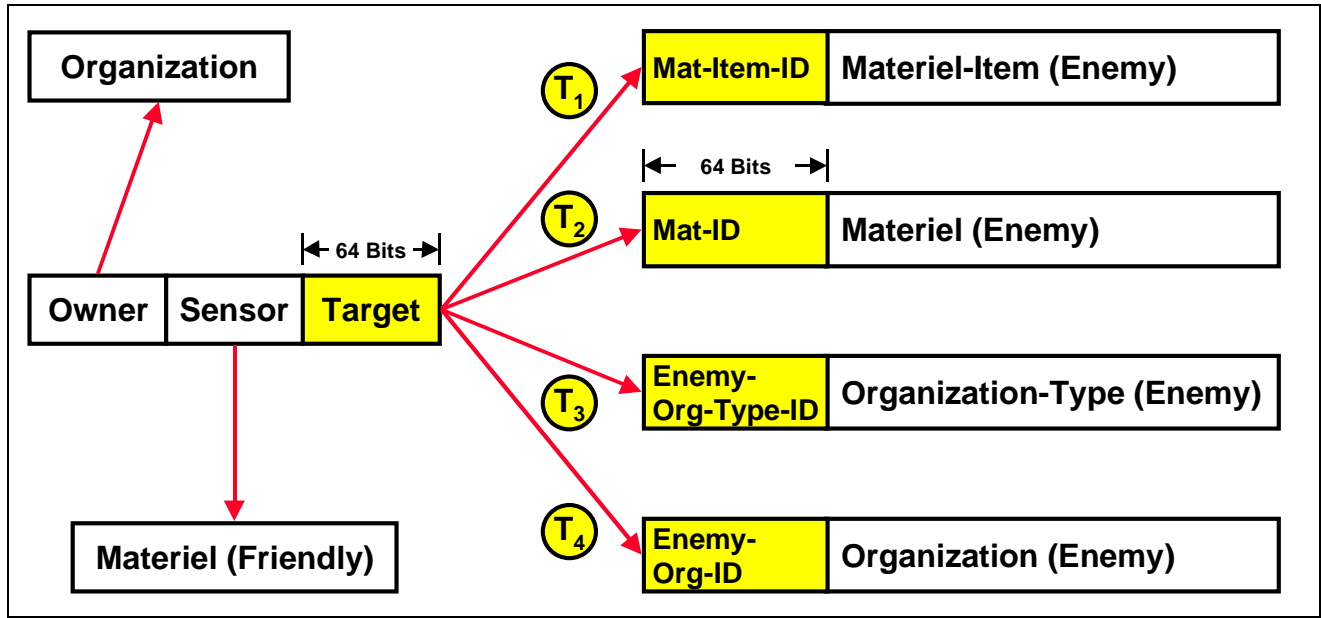 Organization
T1
Mat-Item-ID
Materiel-Item (Enemy)
64 Bits
T2
Mat-ID
Materiel (Enemy)
64 Bits
Owner
Sensor
Target
T3
Enemy-
Org-Type-ID
Organization-Type (Enemy)
T4
Enemy-
Org-ID
Organization (Enemy)
Materiel (Friendly)